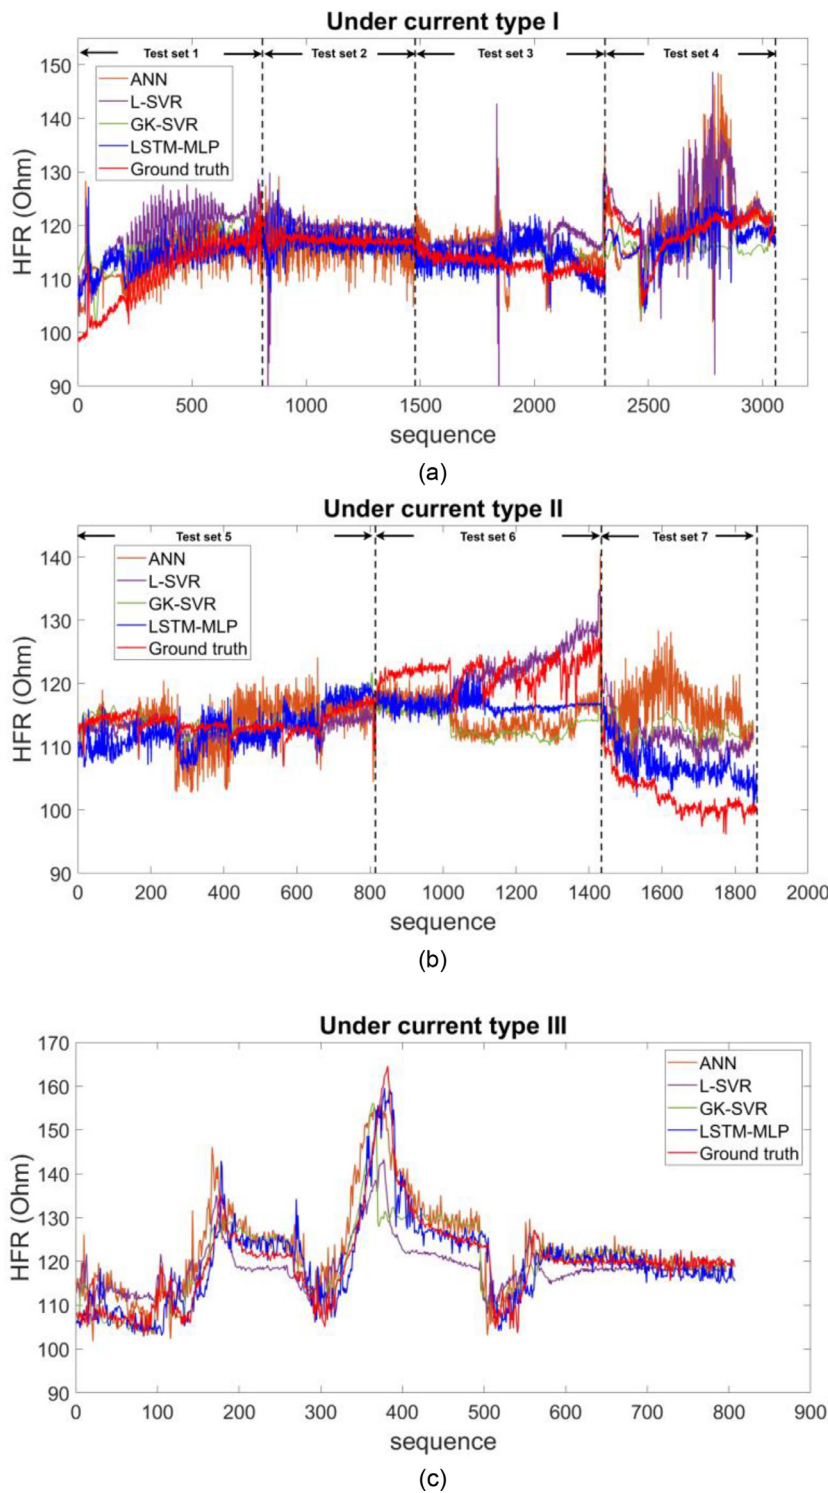 Under current type I
Test set 1 Test set 2 Test set 3 Test set 4
150
140
130
120
110
100
90
HFR (Ohm)
ANN
L-SVR
GK-SVR
LSTM-MLP
Ground truth
0 500 1000 1500 2000 2500 3000
sequence
(a)
Under current type II
Test set 5 Test set 6 Test set 7
140
130
120
110
100
90
HFR (Ohm)
ANN
L-SVR
GK-SVR
LSTM-MLP
Ground truth
0 200 400 600 800 1000 1200 1400 1600 1800 2000
sequence
(b)
Under current type III
170
160
150
140
130
120
110
100
90
HFR (Ohm)
ANN
L-SVR
GK-SVR
LSTM-MLP
Ground truth
0 100 200 300 400 500 600 700 800 900
sequence
(c)